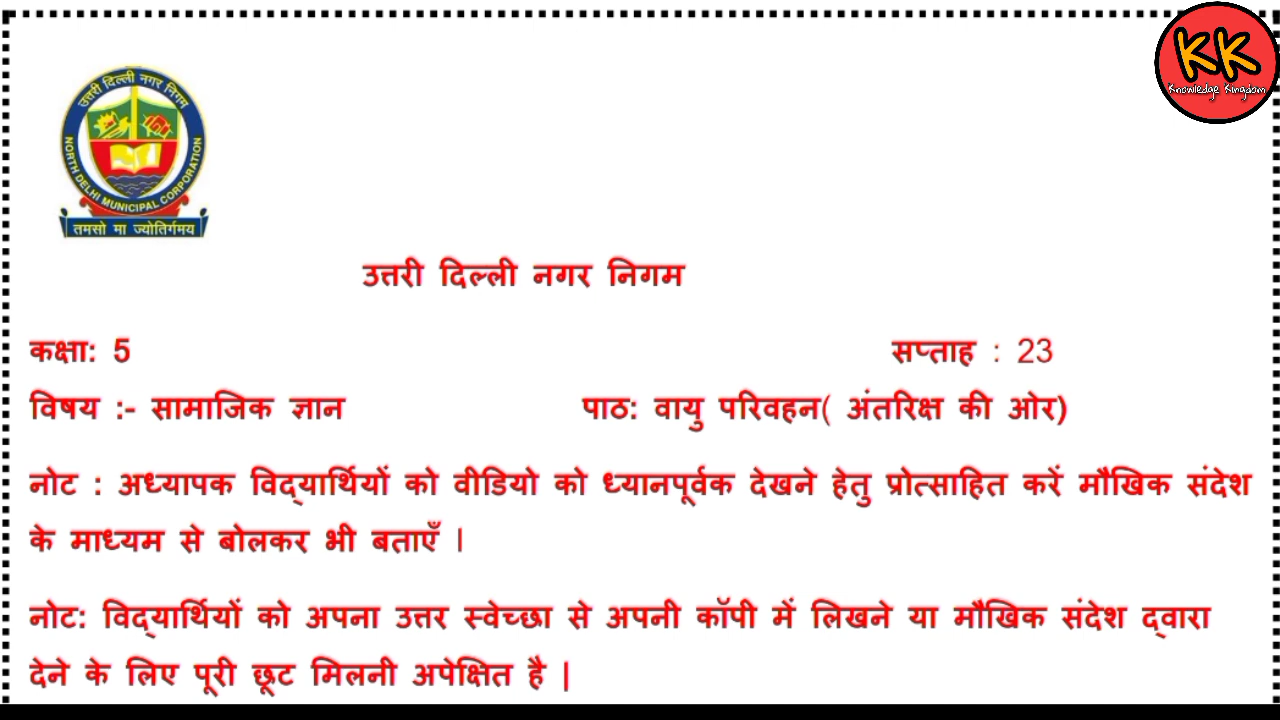 KK
Knowledge Kingdom
उत्तरी दिल्ली नगर निगम
NORTH DELHI MUNICIPAL CORPORATION
तमसो मा ज्योतिर्गमय
उत्तरी दिल्ली नगर निगम
कक्षा: 5 सप्ताह : 23
विषय :- सामाजिक ज्ञान पाठ: वायु परिवहन( अंतरिक्ष की ओर)
नोट : अध्यापक विद्यार्थियों को वीडियो को ध्यानपूर्वक देखने हेतु प्रोत्साहित करें मौखिक संदेश
के माध्यम से बोलकर भी बताएँ ।
नोट: विद्यार्थियों को अपना उत्तर स्वेच्छा से अपनी कॉपी में लिखने या मौखिक संदेश द्वारा
देने के लिए पूरी छूट मिलनी अपेक्षित है |